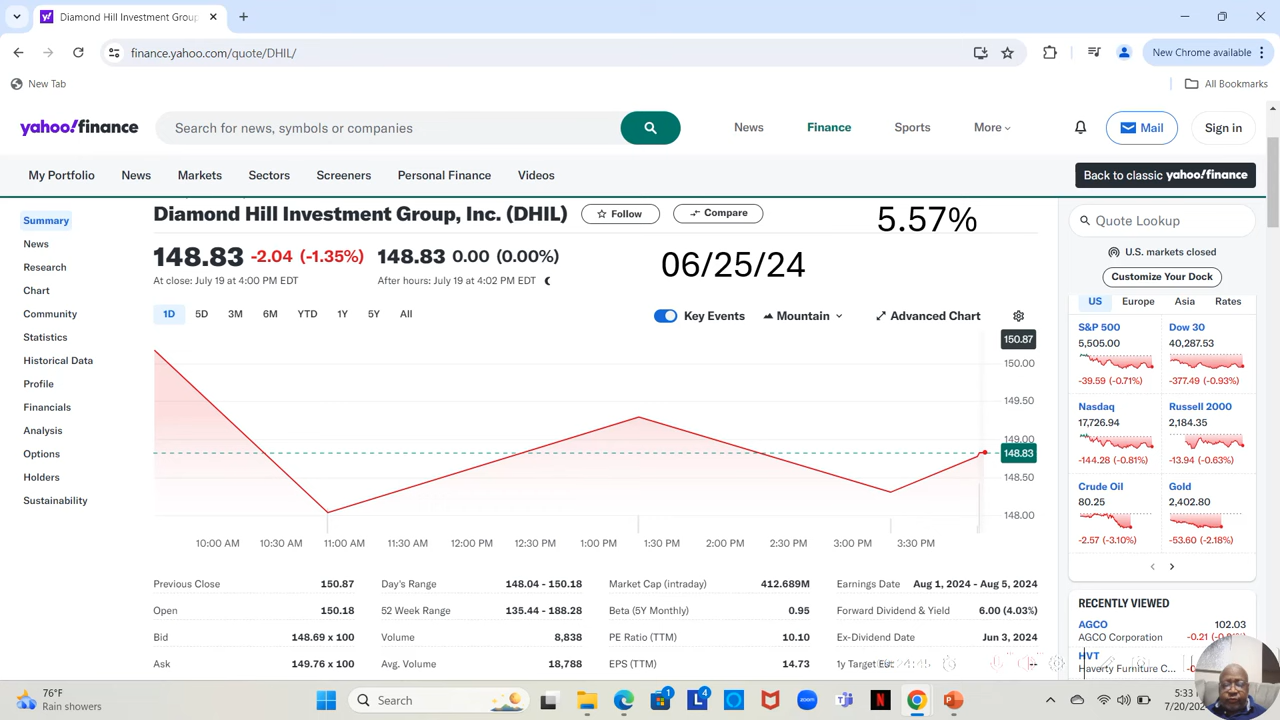 Diamond Hill Investment Group,
finance.yahoo.com/quote/DHIL/
New Chrome available
New Tab
All Bookmarks
yahoo!finance
Search for news, symbols or companies
News
Finance
Sports
More
Mail
Sign in
My Portfolio
News
Markets
Sectors
Screeners
Personal Finance
Videos
Back to classic yahoo!finance
Summary
News
Research
Chart
Community
Statistics
Historical Data
Profile
Financials
Analysis
Options
Holders
Sustainability
Diamond Hill Investment Group, Inc. (DHIL)
Follow
Compare
5.57%
148.83 -2.04 (-1.35%)
148.83 0.00 (0.00%)
06/25/24
At close: July 19 at 4:00 PM EDT
After hours: July 19 at 4:02 PM EDT
1D 5D 3M 6M YTD 1Y 5Y All
Key Events
Mountain
Advanced Chart
150.87
150.00
149.50
149.00
148.83
148.50
148.00
10:00 AM 10:30 AM 11:00 AM 11:30 AM 12:00 PM 12:30 PM 1:00 PM 1:30 PM 2:00 PM 2:30 PM 3:00 PM 3:30 PM
Previous Close 150.87
Day's Range 148.04 - 150.18
Market Cap (intraday) 412.689M
Earnings Date Aug 1, 2024 - Aug 5, 2024
Open 150.18
52 Week Range 135.44 - 188.28
Beta (5Y Monthly) 0.95
Forward Dividend & Yield 6.00 (4.03%)
Bid 148.69 x 100
Volume 8,838
PE Ratio (TTM) 10.10
Ex-Dividend Date Jun 3, 2024
Ask 149.76 x 100
Avg. Volume 18,788
EPS (TTM) 14.73
1y Target Est --
Quote Lookup
U.S. markets closed
Customize Your Dock
US Europe Asia Rates
S&P 500
5,505.00
-39.59 (-0.71%)
Dow 30
40,287.53
-377.49 (-0.93%)
Nasdaq
17,726.94
-144.28 (-0.81%)
Russell 2000
2,184.35
-13.94 (-0.63%)
Crude Oil
80.25
-2.57 (-3.10%)
Gold
2,402.80
-53.60 (-2.18%)
RECENTLY VIEWED
AGCO 102.03
AGCO Corporation -0.21
HVT
Haverty Furniture C...
76°F
Rain showers
Search
1
4
zoom
N
5:33